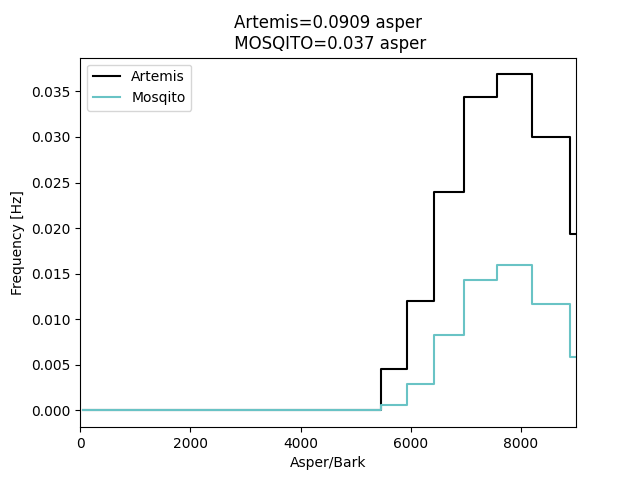 Artemis=0.0909 asper
MOSQITO=0.037 asper
Artemis
Mosqito
Frequency [Hz]
0.035
0.030
0.025
0.020
0.015
0.010
0.005
0.000
0 2000 4000 6000 8000
Asper/Bark